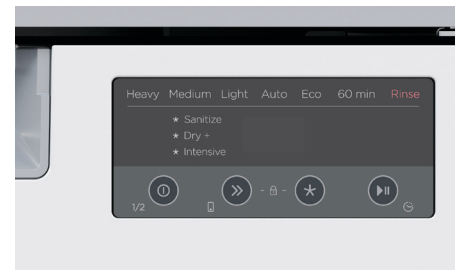 Heavy Medium Light Auto Eco 60 min Rinse
★ Sanitize
★ Dry +
★ Intensive
1/2